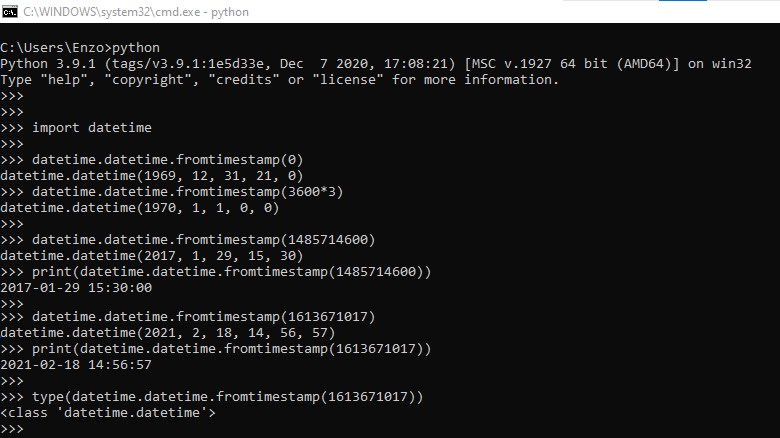 C:\WINDOWS\system32\cmd.exe - python
C:\Users\Enzo>python
Python 3.9.1 (tags/v3.9.1:1e5d33e, Dec  7 2020, 17:08:21) [MSC v.1927 64 bit (AMD64)] on win32
Type "help", "copyright", "credits" or "license" for more information.
>>>
>>>
>>> import datetime
>>>
>>> datetime.datetime.fromtimestamp(0)
datetime.datetime(1969, 12, 31, 21, 0)
>>> datetime.datetime.fromtimestamp(3600*3)
datetime.datetime(1970, 1, 1, 0, 0)
>>>
>>> datetime.datetime.fromtimestamp(1485714600)
datetime.datetime(2017, 1, 29, 15, 30)
>>> print(datetime.datetime.fromtimestamp(1485714600))
2017-01-29 15:30:00
>>>
>>> datetime.datetime.fromtimestamp(1613671017)
datetime.datetime(2021, 2, 18, 14, 56, 57)
>>> print(datetime.datetime.fromtimestamp(1613671017))
2021-02-18 14:56:57
>>>
>>> type(datetime.datetime.fromtimestamp(1613671017))
<class 'datetime.datetime'>
>>>